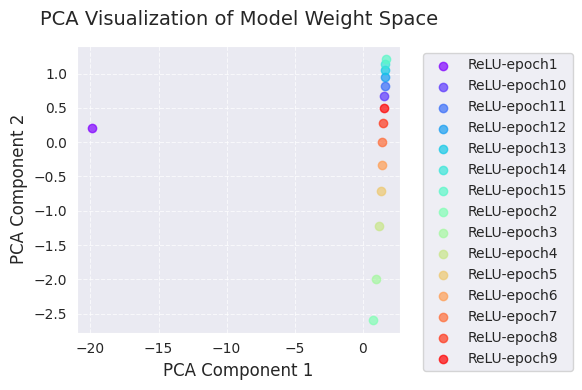 PCA Visualization of Model Weight Space
PCA Component 2
1.0
0.5
0.0
−0.5
−1.0
−1.5
−2.0
−2.5
−20
−15
−10
−5
0
PCA Component 1
ReLU-epoch1
ReLU-epoch10
ReLU-epoch11
ReLU-epoch12
ReLU-epoch13
ReLU-epoch14
ReLU-epoch15
ReLU-epoch2
ReLU-epoch3
ReLU-epoch4
ReLU-epoch5
ReLU-epoch6
ReLU-epoch7
ReLU-epoch8
ReLU-epoch9